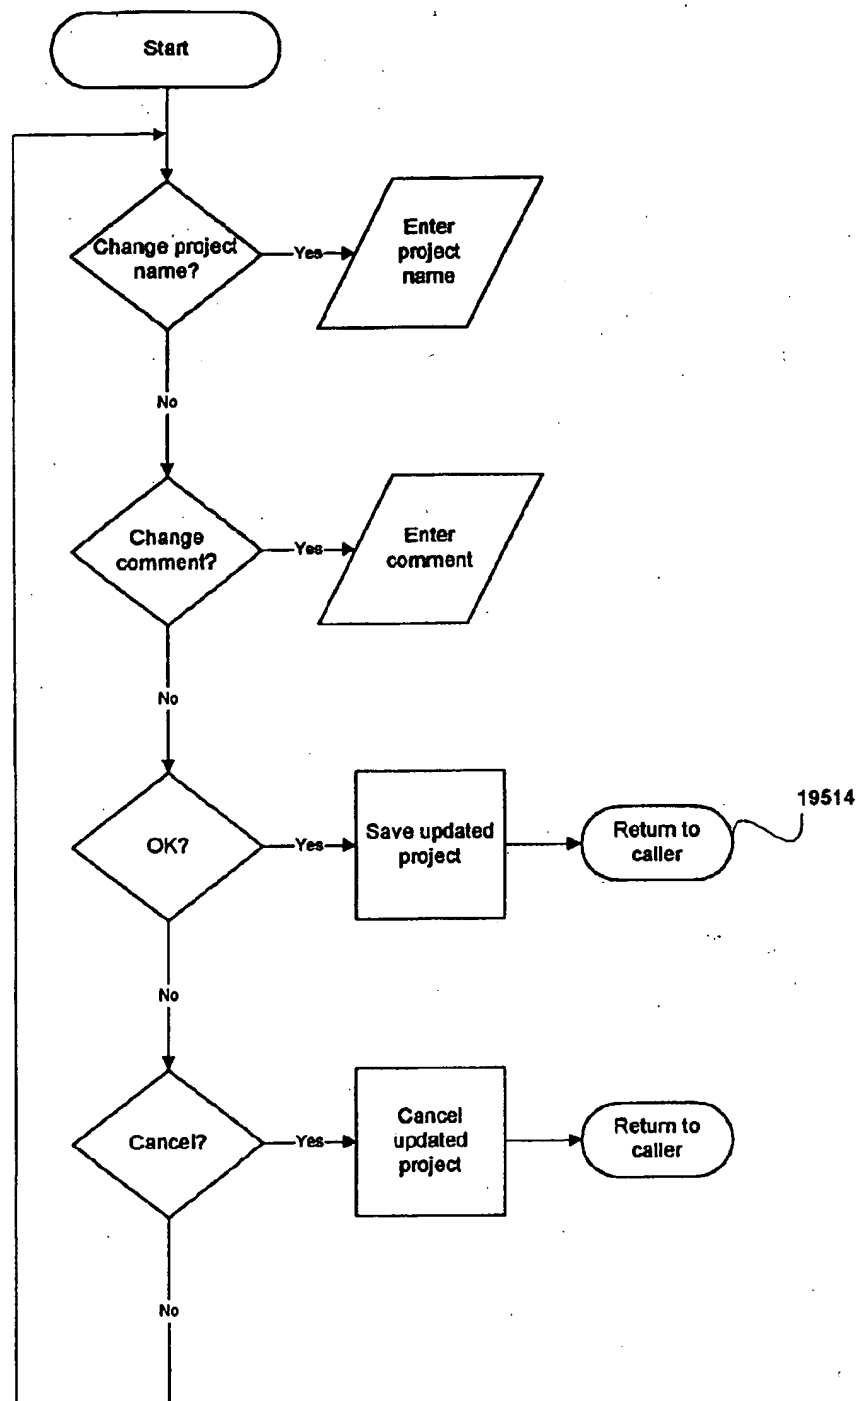 Start
Change project
name?
Yes
Enter
project
name
No
Change
comment?
Yes
Enter
comment
No
OK?
Yes
Save updated
project
Return to
caller
19514
No
Cancel?
Yes
Cancel
updated
project
Return to
caller
No